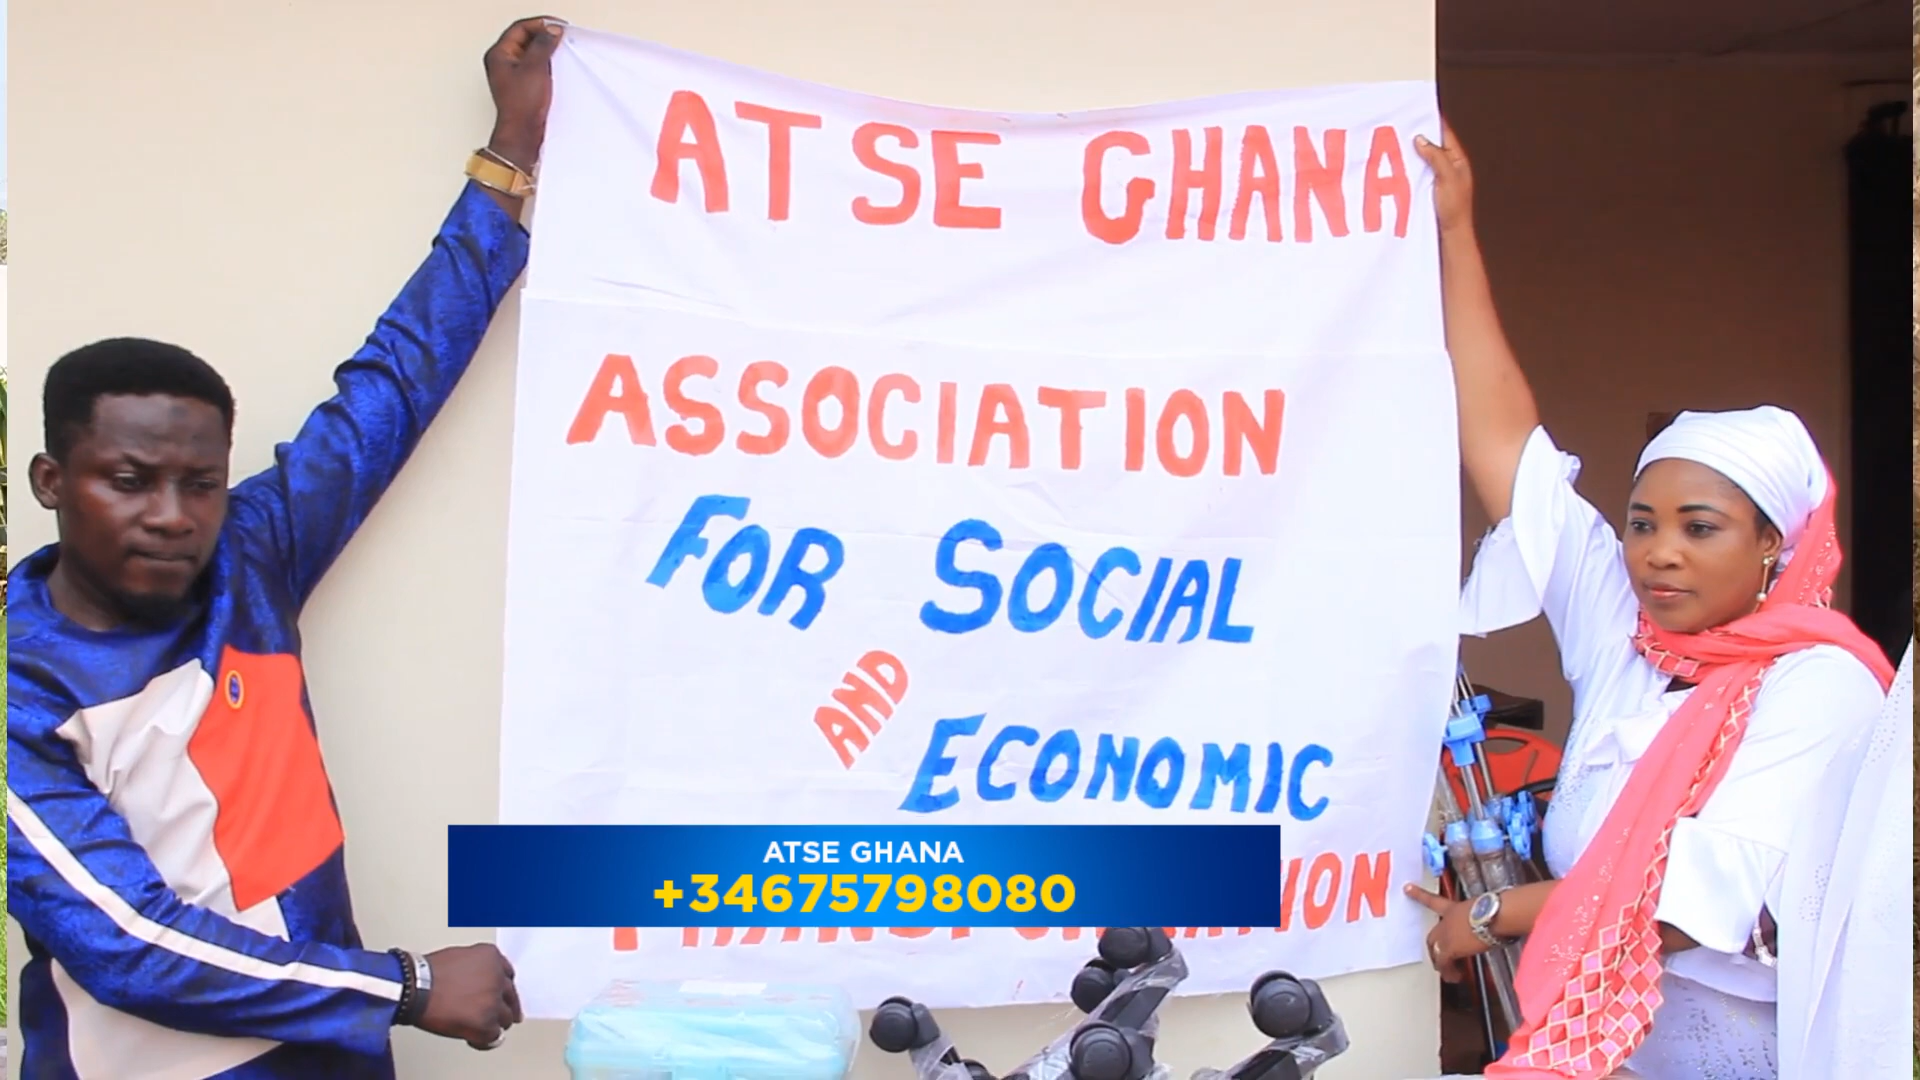 ATSE GHANA
ASSOCIATION
FOR SOCIAL
AND
ECONOMIC
ATSE GHANA
+34675798080